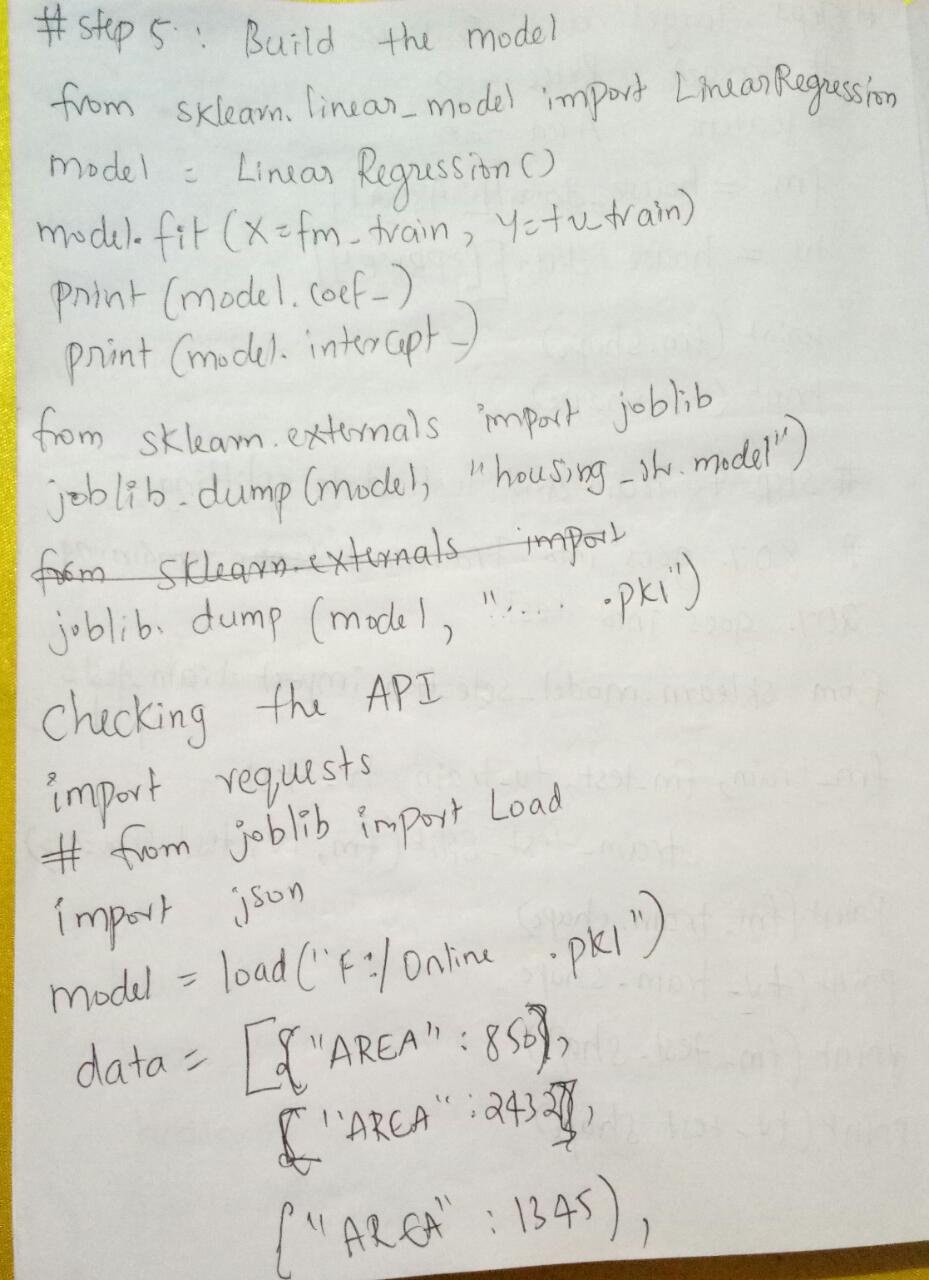 # Step 5 : Build the model
from sklearn.linear_model import LinearRegression
model = Linear Regression()
model.fit (X=fm_train, Y=tv_train)
print (model.coef_)
print (model.intercept_)
from sklearn.externals import joblib
joblib.dump (model, "housing_shr.model")
from sklearn.externals import
joblib. dump (model, "..... .pkl")
Checking the API
import requests
# from joblib import Load
import json
model = load("F:/Online .pkl")
data = [{"AREA" : 850},
{"AREA" : 2432},
{"AREA" : 1345),